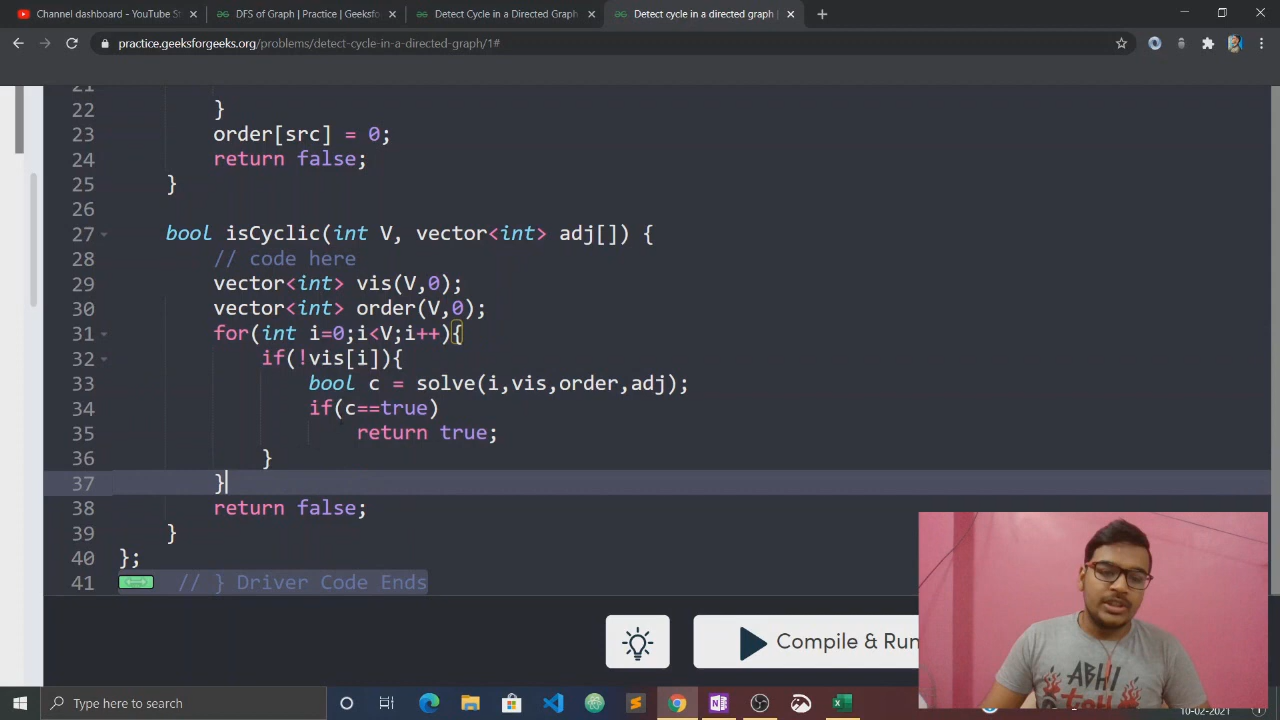 Channel dashboard - YouTube St
DFS of Graph | Practice | Geeksfo
Detect Cycle in a Directed Graph
Detect cycle in a directed graph |
practice.geeksforgeeks.org/problems/detect-cycle-in-a-directed-graph/1#
21
22 }
23 order[src] = 0;
24 return false;
25 }
26
27 bool isCyclic(int V, vector<int> adj[]) {
28 // code here
29 vector<int> vis(V,0);
30 vector<int> order(V,0);
31 for(int i=0;i<V;i++){
32 if(!vis[i]){
33 bool c = solve(i,vis,order,adj);
34 if(c==true)
35 return true;
36 }
37 }
38 return false;
39 }
40 };
41 // } Driver Code Ends
Compile & Run
ABHI
Type here to search
10-02-2021